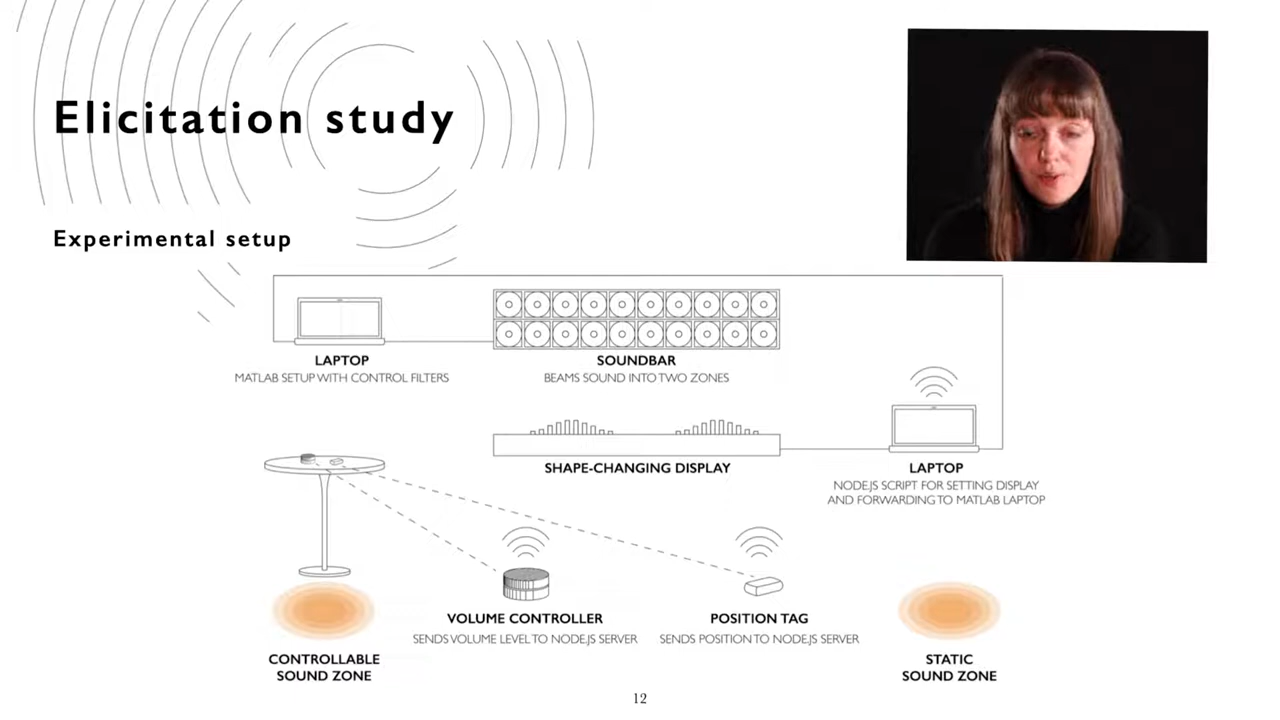 Elicitation study
Experimental setup
LAPTOP
MATLAB SETUP WITH CONTROL FILTERS
SOUNDBAR
BEAMS SOUND INTO TWO ZONES
SHAPE-CHANGING DISPLAY
LAPTOP
NODE.JS SCRIPT FOR SETTING DISPLAY
AND FORWARDING TO MATLAB LAPTOP
VOLUME CONTROLLER
SENDS VOLUME LEVEL TO NODE.JS SERVER
POSITION TAG
SENDS POSITION TO NODE.JS SERVER
CONTROLLABLE
SOUND ZONE
STATIC
SOUND ZONE
12